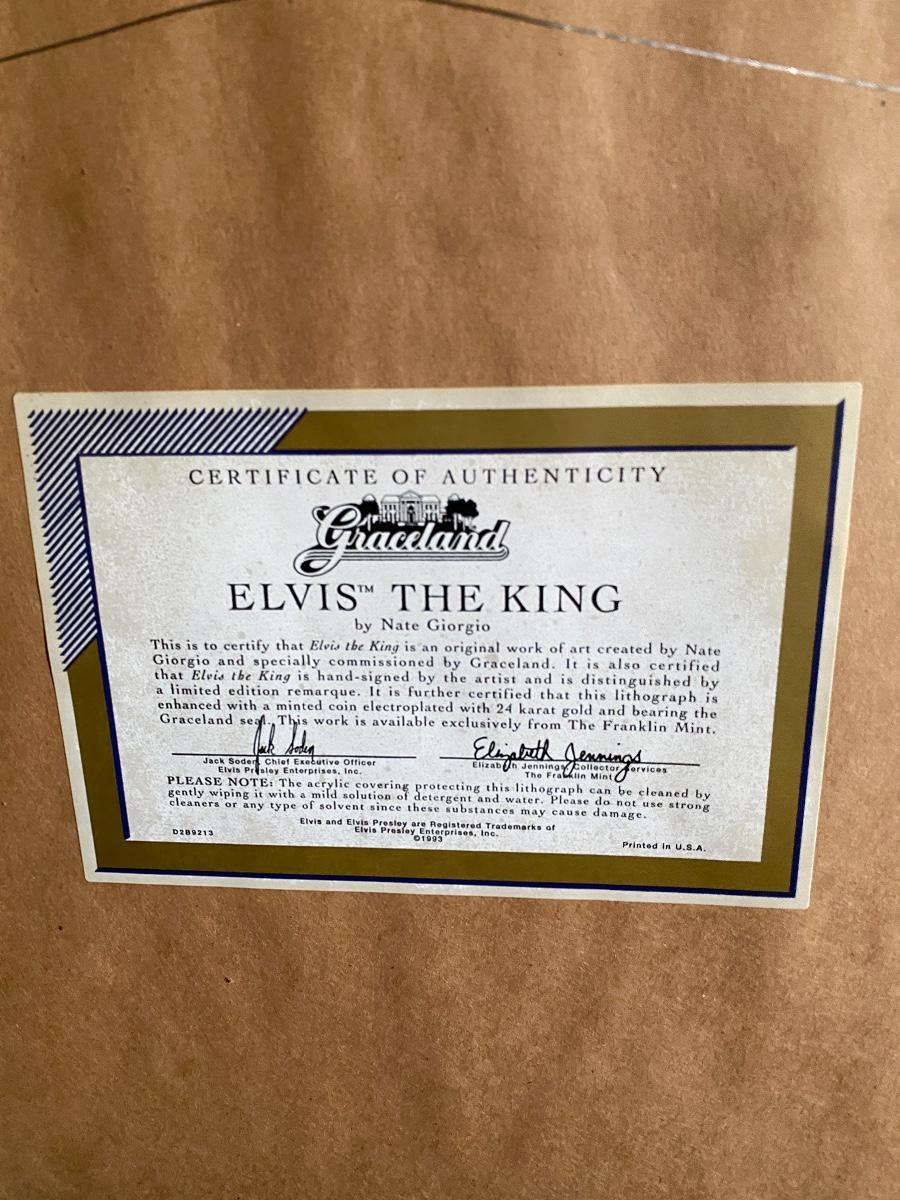 CERTIFICATE OF AUTHENTICITY
Graceland
ELVIS™ THE KING
by Nate Giorgio
This is to certify that Elvis the King is an original work of art created by Nate
Giorgio and specially commissioned by Graceland. It is also certified
that Elvis the King is hand-signed by the artist and is distinguished by
a limited edition remarque. It is further certified that this lithograph is
enhanced with a minted coin electroplated with 24 karat gold and bearing the
Graceland seal. This work is available exclusively from The Franklin Mint.
Jack Soden Elizabeth Jennings
Jack Soden, Chief Executive Officer Elizabeth Jennings, Collector Services
Elvis Presley Enterprises, Inc. The Franklin Mint
PLEASE NOTE: The acrylic covering protecting this lithograph can be cleaned by
gently wiping it with a mild solution of detergent and water. Please do not use strong
cleaners or any type of solvent since these substances may cause damage.
Elvis and Elvis Presley are Registered Trademarks of
Elvis Presley Enterprises, Inc.
D2B9213 ©1993 Printed in U.S.A.